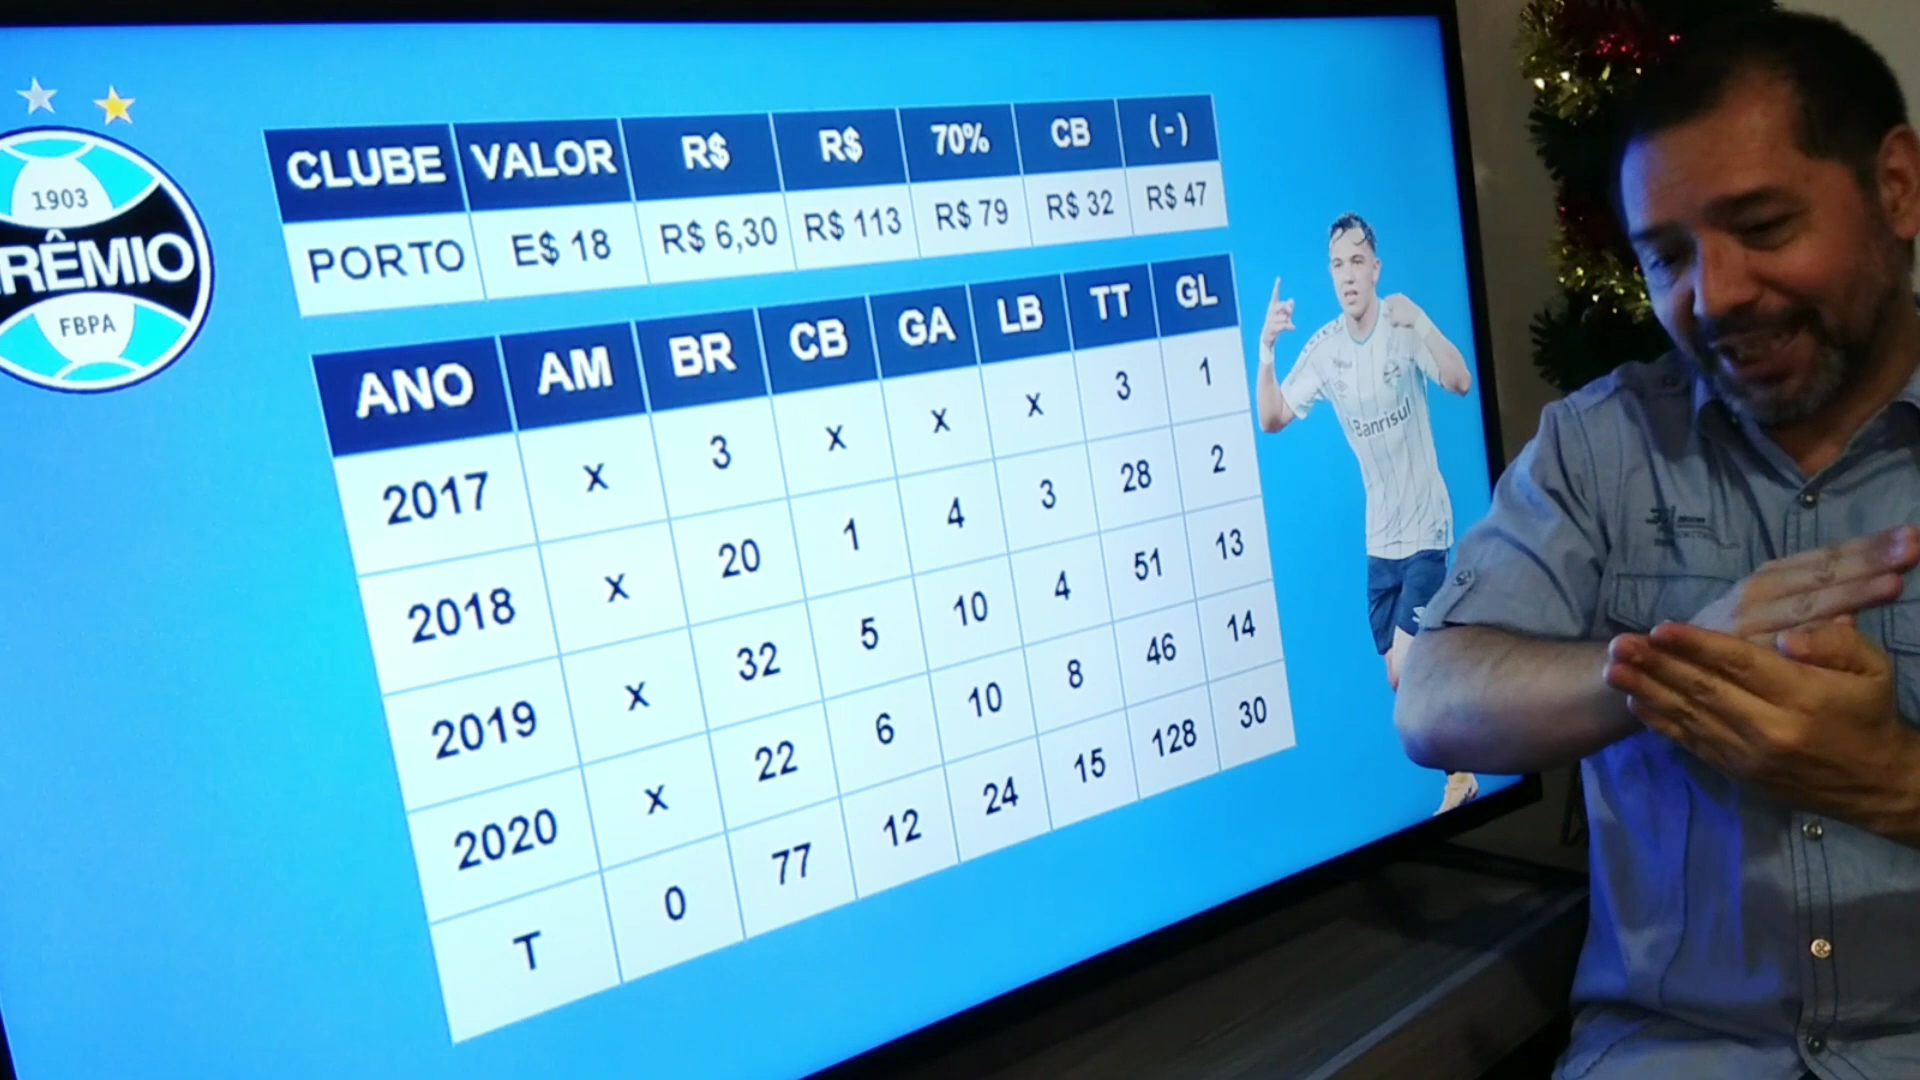 1903
RÊMIO
FBPA
CLUBE VALOR R$ R$ 70% CB (-)
PORTO E$ 18 R$ 6,30 R$ 113 R$ 79 R$ 32 R$ 47
ANO AM BR CB GA LB TT GL
2017 x 3 x x x 3 1
2018 x 20 1 4 3 28 2
2019 x 32 5 10 4 51 13
2020 x 22 6 10 8 46 14
T 0 77 12 24 15 128 30
Banrisul